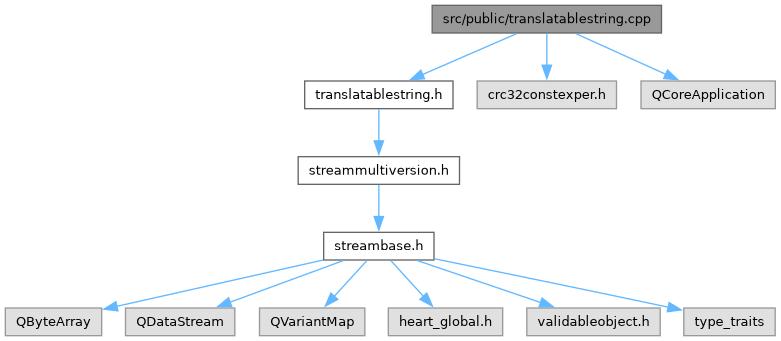 src/public/translatablestring.cpp
translatablestring.h
crc32constexper.h
QCoreApplication
streammultiversion.h
streambase.h
QByteArray
QDataStream
QVariantMap
heart_global.h
validableobject.h
type_traits